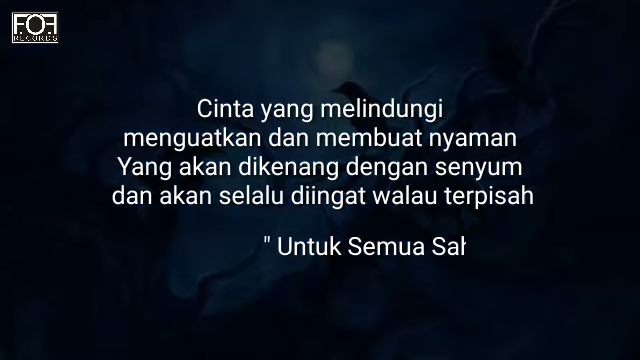 F.O.F
RECORDS
Cinta yang melindungi
menguatkan dan membuat nyaman
Yang akan dikenang dengan senyum
dan akan selalu diingat walau terpisah
" Untuk Semua